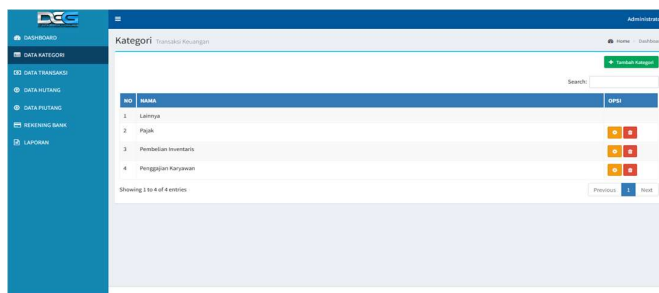 DEG
Administrato
DASHBOARD
Kategori Transaksi Keuangan
Home Dashboa
DATA KATEGORI
Tambah Kategori
DATA TRANSAKSI
Search:
DATA HUTANG
NO NAMA OPSI
DATA PIUTANG
1 Lainnya
REKENING BANK
2 Pajak
LAPORAN
3 Pembelian Inventaris
4 Penggajian Karyawan
Showing 1 to 4 of 4 entries
Previous 1 Next